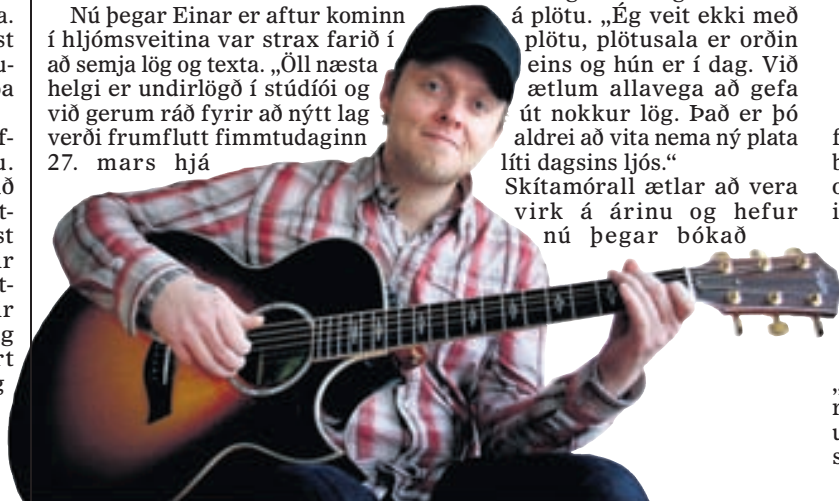 a.
st
u-
a
f-
u.
ð
t-
st
r
t-
r
g
rt
g
Nú þegar Einar er aftur kominn
í hljómsveitina var strax farið í
að semja lög og texta. „Öll næsta
helgi er undirlögð í stúdíói og
við gerum ráð fyrir að nýtt lag
verði frumflutt fimmtudaginn
27. mars hjá
á plötu. „Ég veit ekki með
plötu, plötusala er orðin
eins og hún er í dag. Við
ætlum allavega að gefa
út nokkur lög. Það er þó
aldrei að vita nema ný plata
líti dagsins ljós.“
Skítamórall ætlar að vera
virk á árinu og hefur
nú þegar bókað
f
b
i
„
u
s